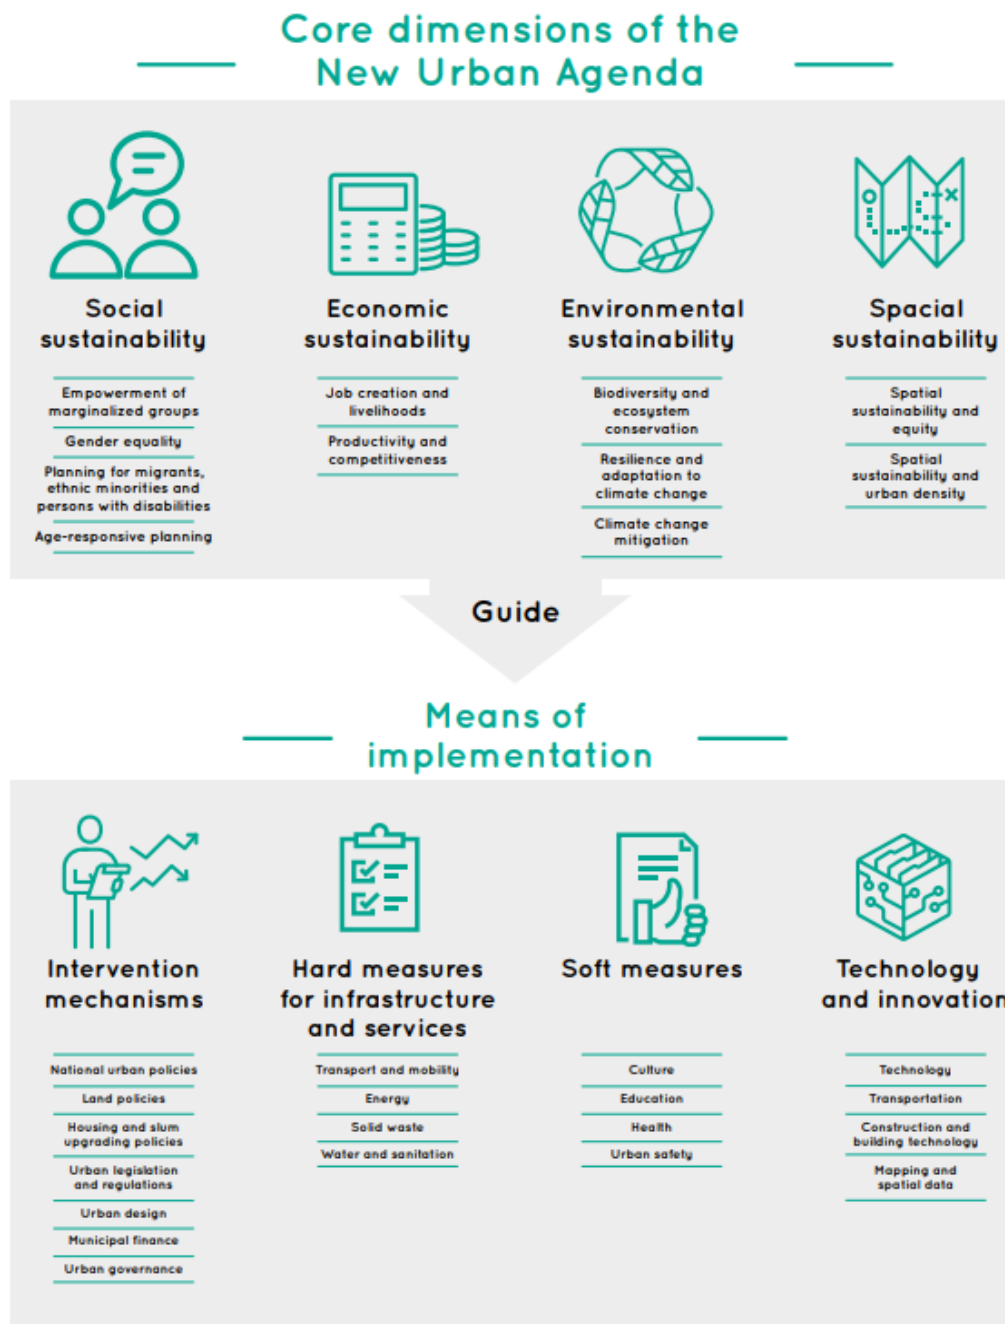 Core dimensions of the
New Urban Agenda
Social
sustainability
Empowerment of
marginalized groups
Gender equality
Planning for migrants,
ethnic minorities and
persons with disabilities
Age-responsive planning
Economic
sustainability
Job creation and
livelihoods
Productivity and
competitiveness
Environmental
sustainability
Biodiversity and
ecosystem
conservation
Resilience and
adaptation to
climate change
Climate change
mitigation
Spacial
sustainability
Spatial
sustainability and
equity
Spatial
sustainability and
urban density
Guide
Means of
implementation
Intervention
mechanisms
National urban policies
Land policies
Housing and slum
upgrading policies
Urban legislation
and regulations
Urban design
Municipal finance
Urban governance
Hard measures
for infrastructure
and services
Transport and mobility
Energy
Solid waste
Water and sanitation
Soft measures
Culture
Education
Health
Urban safety
Technology
and innovation
Technology
Transportation
Construction and
building technology
Mapping and
spatial data